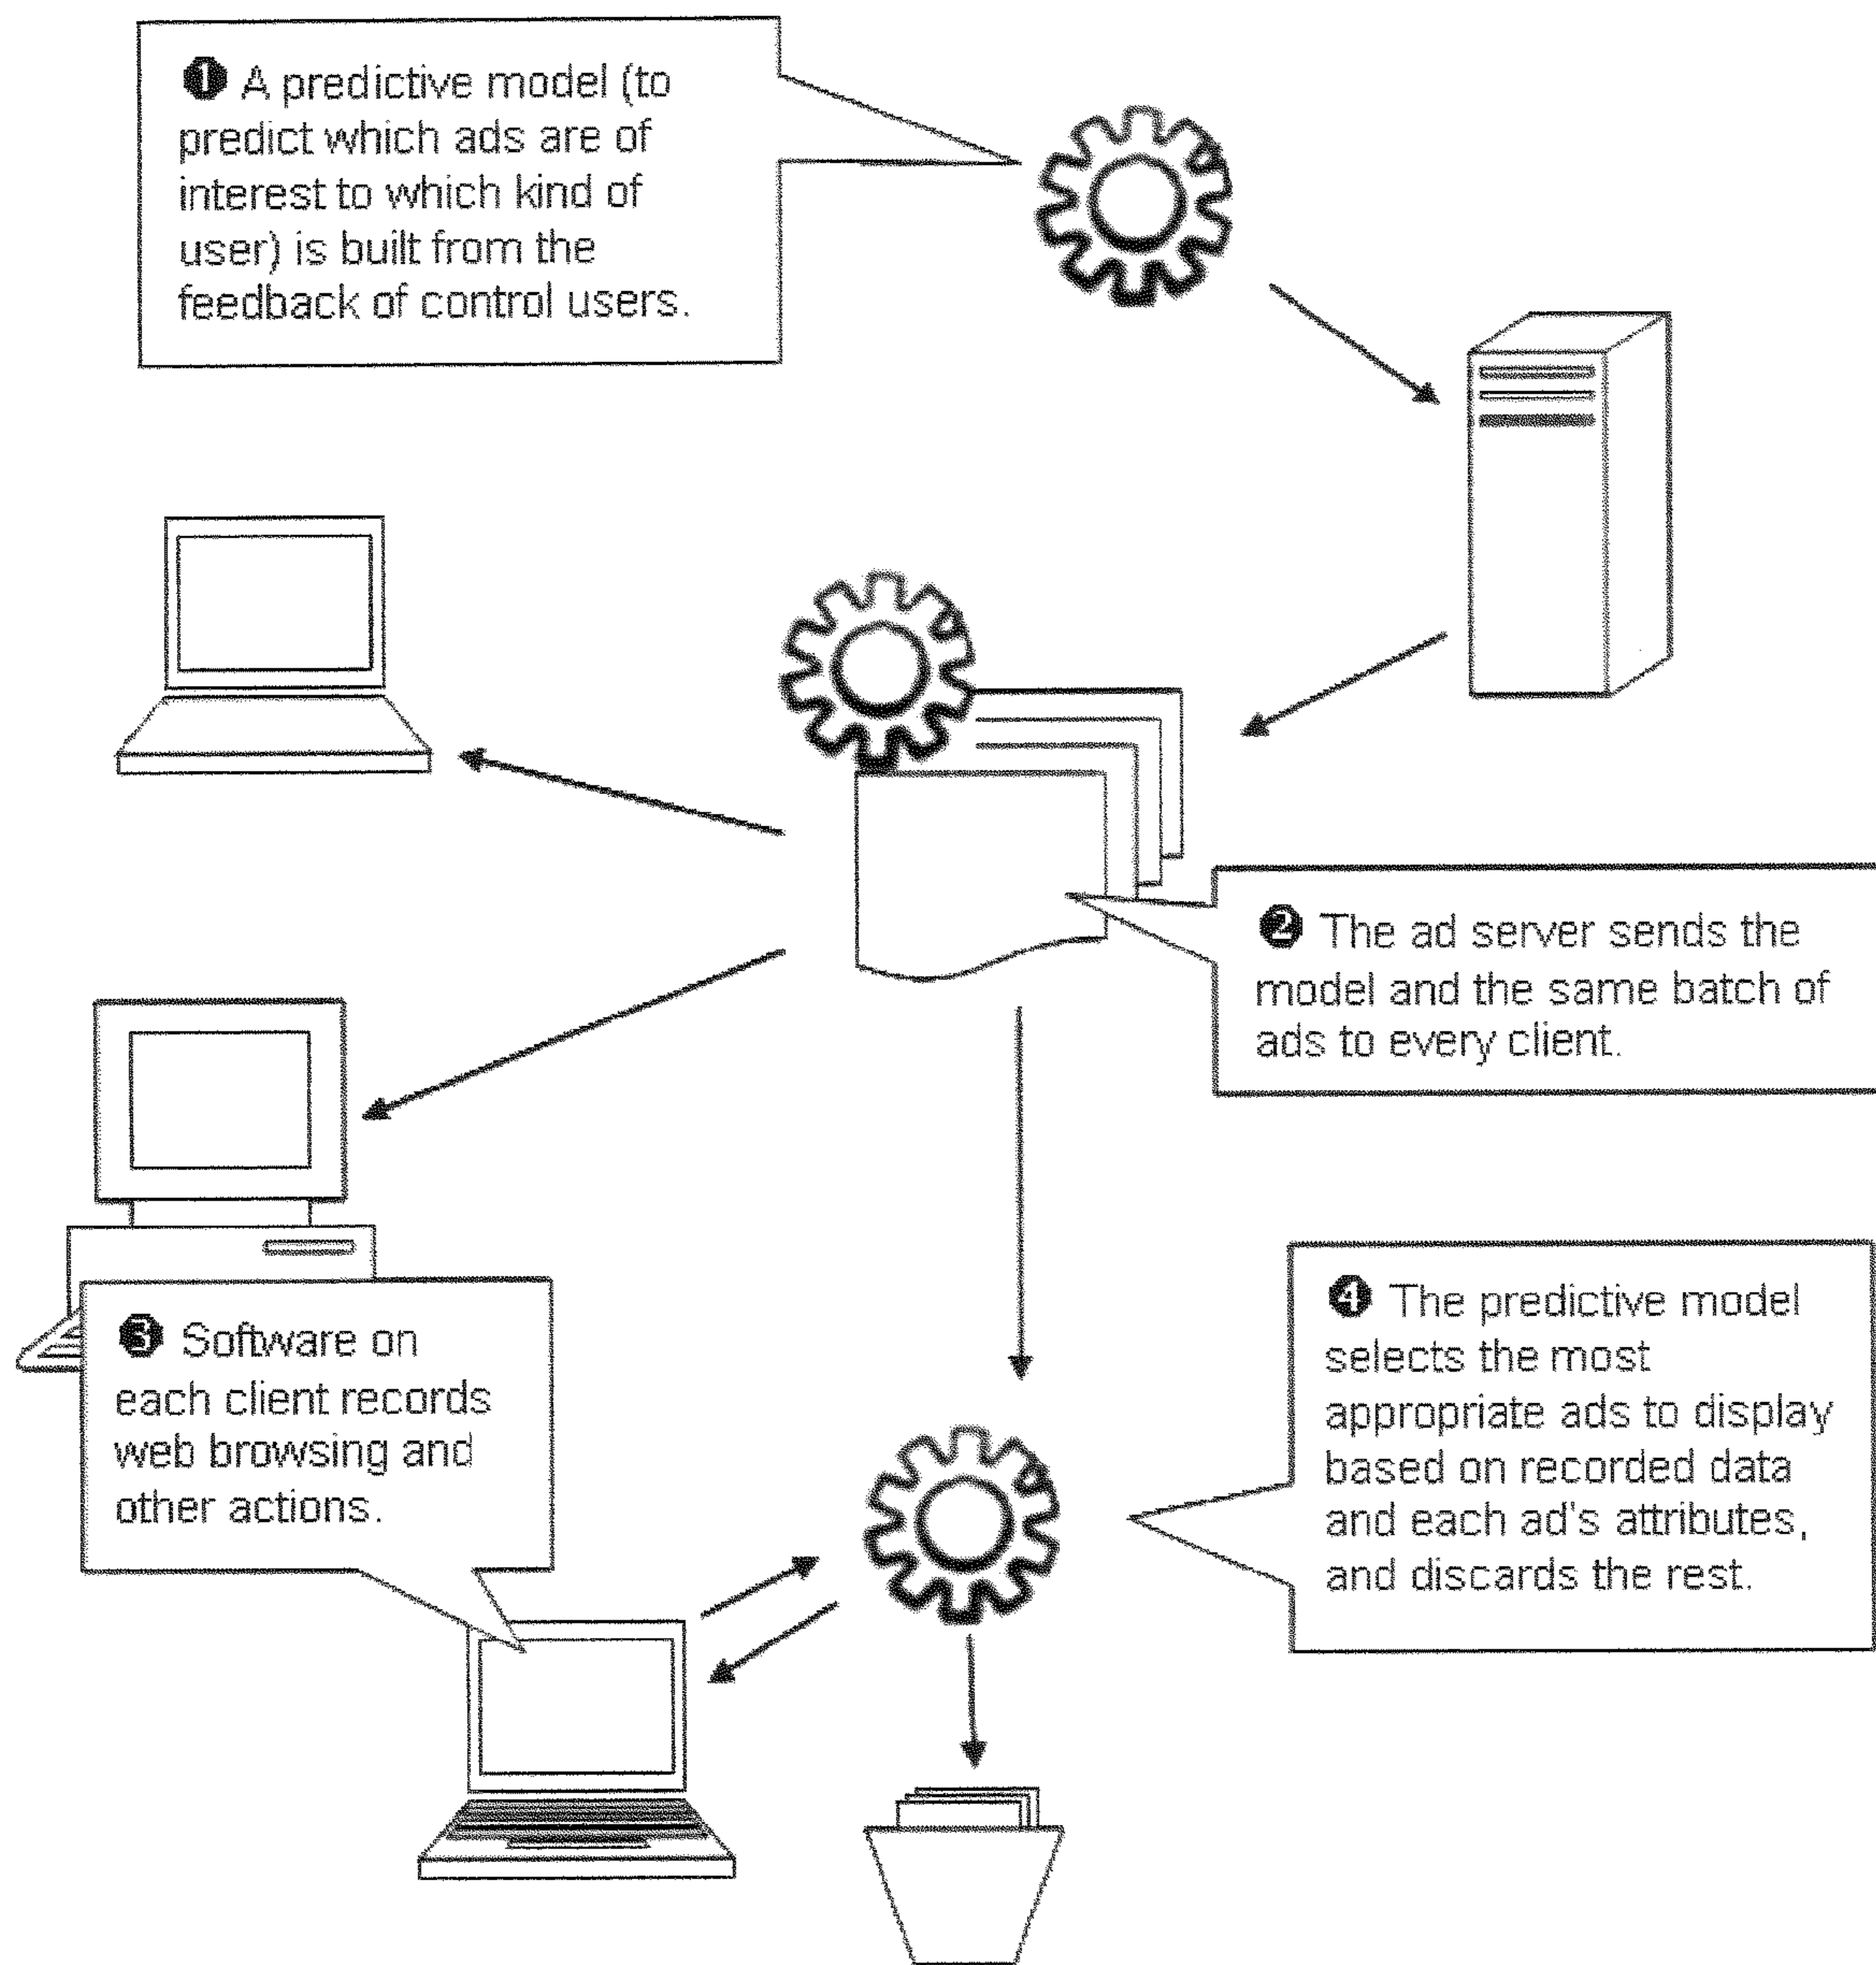 ❶ A predictive model (to
predict which ads are of
interest to which kind of
user) is built from the
feedback of control users.
❷ The ad server sends the
model and the same batch of
ads to every client.
❸ Software on
each client records
web browsing and
other actions.
❹ The predictive model
selects the most
appropriate ads to display
based on recorded data
and each ad's attributes,
and discards the rest.